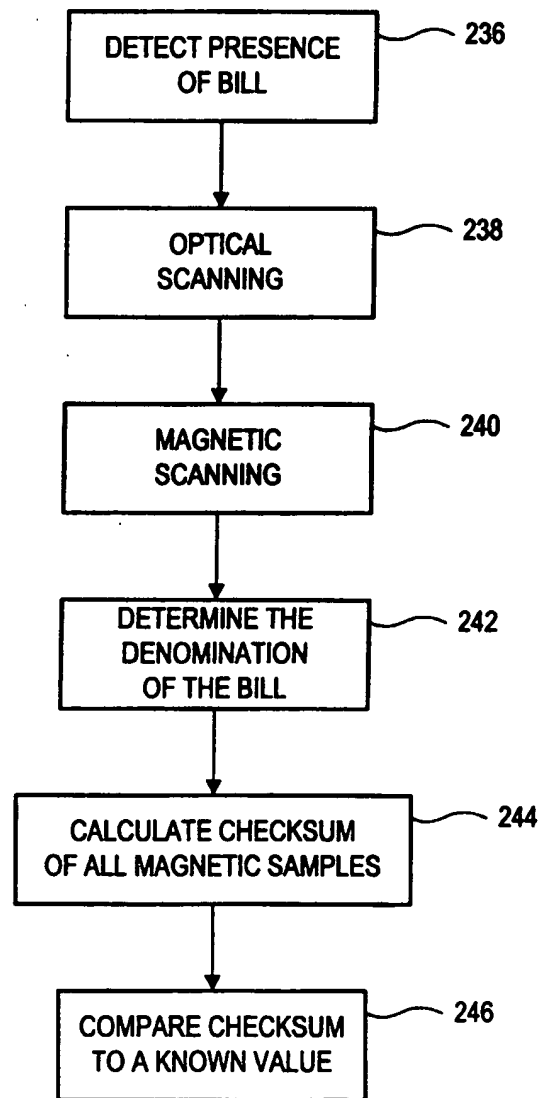 DETECT PRESENCE
OF BILL
236
OPTICAL
SCANNING
238
MAGNETIC
SCANNING
240
DETERMINE THE
DENOMINATION
OF THE BILL
242
CALCULATE CHECKSUM
OF ALL MAGNETIC SAMPLES
244
COMPARE CHECKSUM
TO A KNOWN VALUE
246